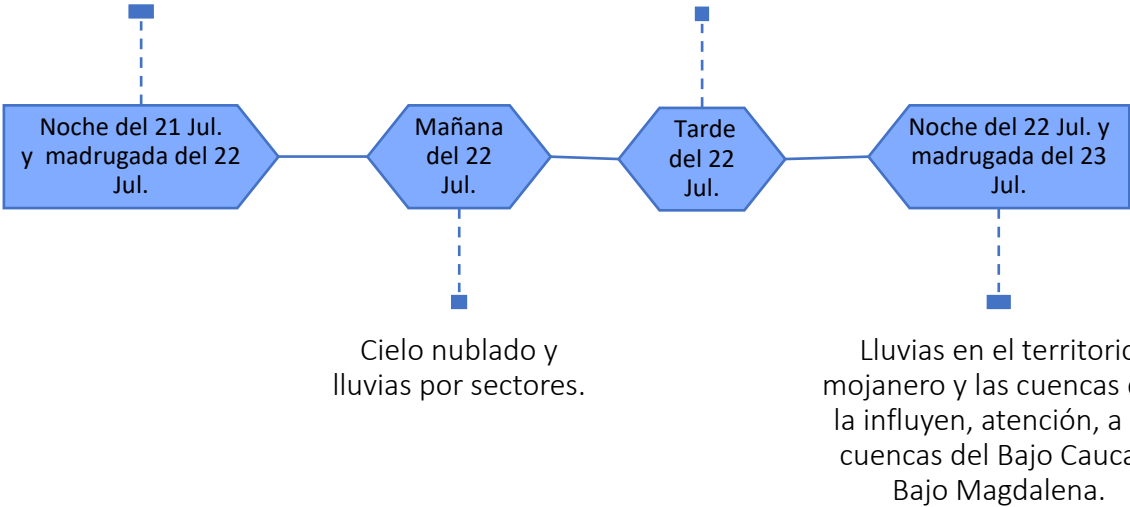 Noche del 21 Jul.
y madrugada del 22
Jul.
Mañana
del 22
Jul.
Tarde
del 22
Jul.
Noche del 22 Jul. y
madrugada del 23
Jul.
Cielo nublado y
lluvias por sectores.
Lluvias en el territorio
mojanero y las cuencas
la influyen, atención, a
cuencas del Bajo Cauca
Bajo Magdalena.